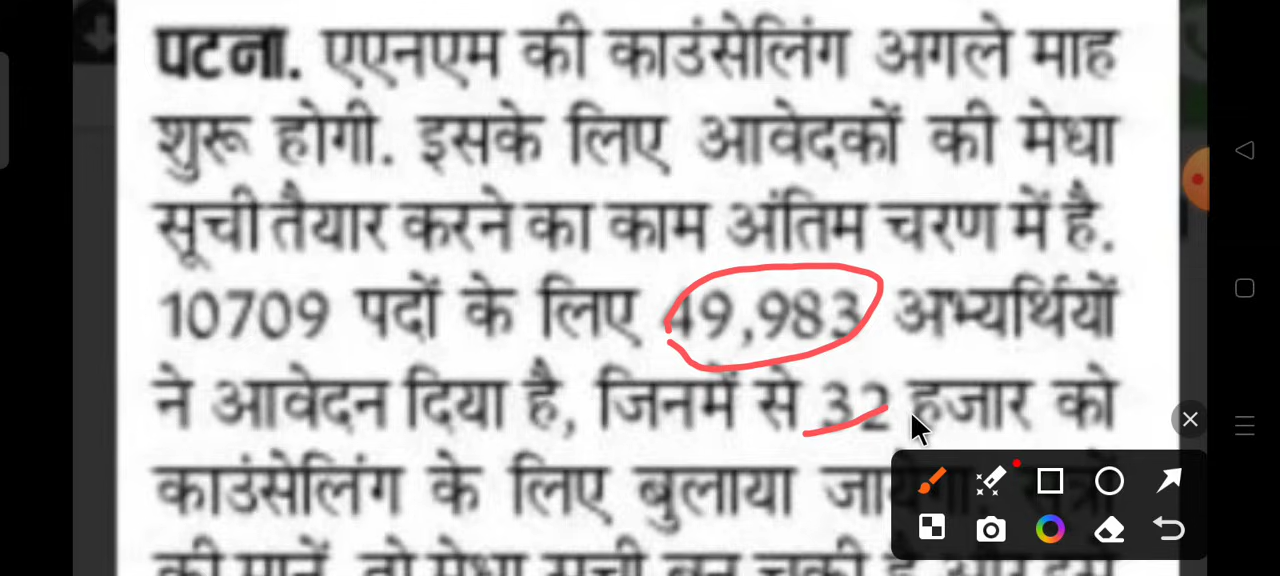 पटना. एएनएम की काउंसेलिंग अगले माह
शुरू होगी. इसके लिए आवेदकों की मेधा
सूची तैयार करने का काम अंतिम चरण में है.
10709 पदों के लिए 49,983 अभ्यर्थियों
ने आवेदन दिया है, जिनमें से 32 हजार को
काउंसेलिंग के लिए बुलाया